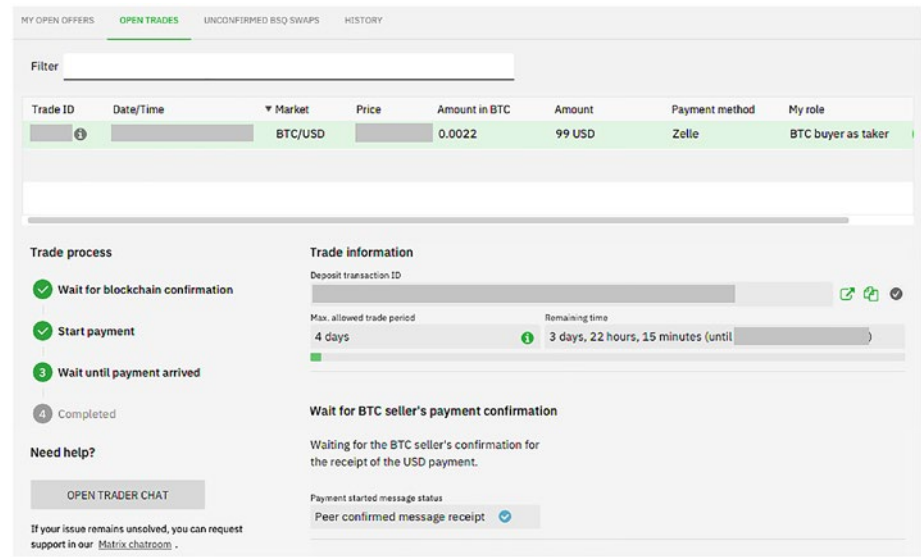 MY OPEN OFFERS OPEN TRADES UNCONFIRMED BSQ SWAPS HISTORY
Filter
Trade ID Date/Time ▼ Market Price Amount in BTC Amount Payment method My role
BTC/USD 0.0022 99 USD Zelle BTC buyer as taker
Trade process
Wait for blockchain confirmation
Start payment
3 Wait until payment arrived
4 Completed
Need help?
OPEN TRADER CHAT
If your issue remains unsolved, you can request
support in our Matrix chatroom .
Trade information
Deposit transaction ID
Max. allowed trade period Remaining time
4 days 3 days, 22 hours, 15 minutes (until )
Wait for BTC seller's payment confirmation
Waiting for the BTC seller's confirmation for
the receipt of the USD payment.
Payment started message status
Peer confirmed message receipt